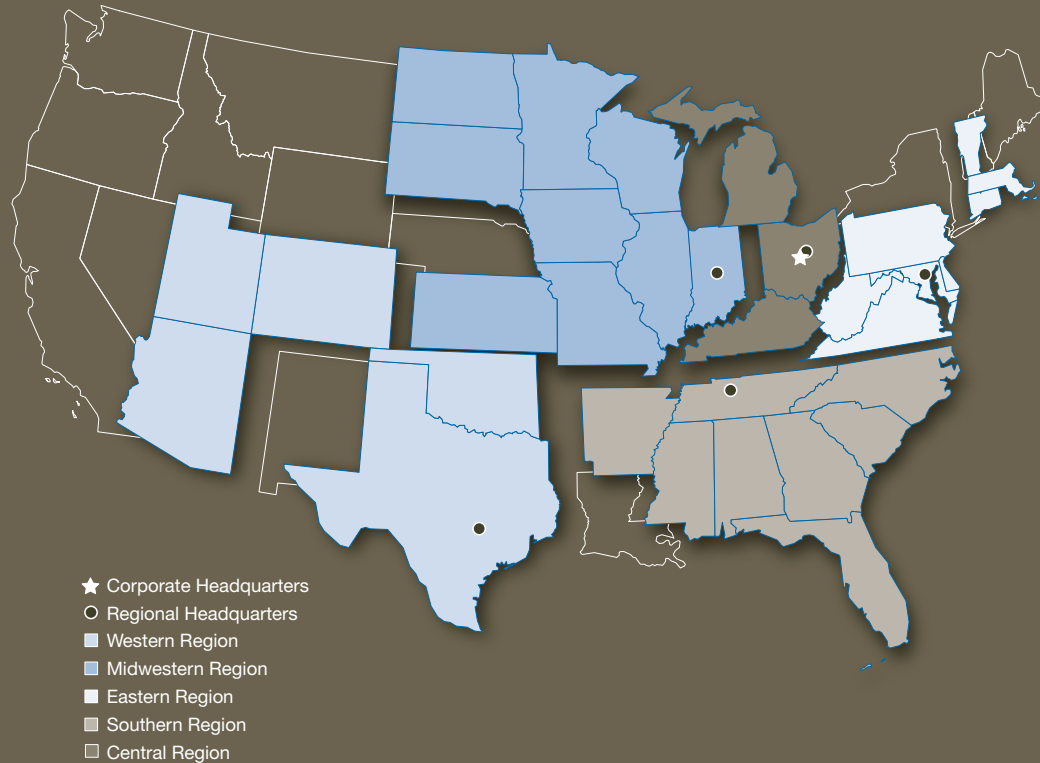 Corporate Headquarters
Regional Headquarters
Western Region
Midwestern Region
Eastern Region
Southern Region
Central Region